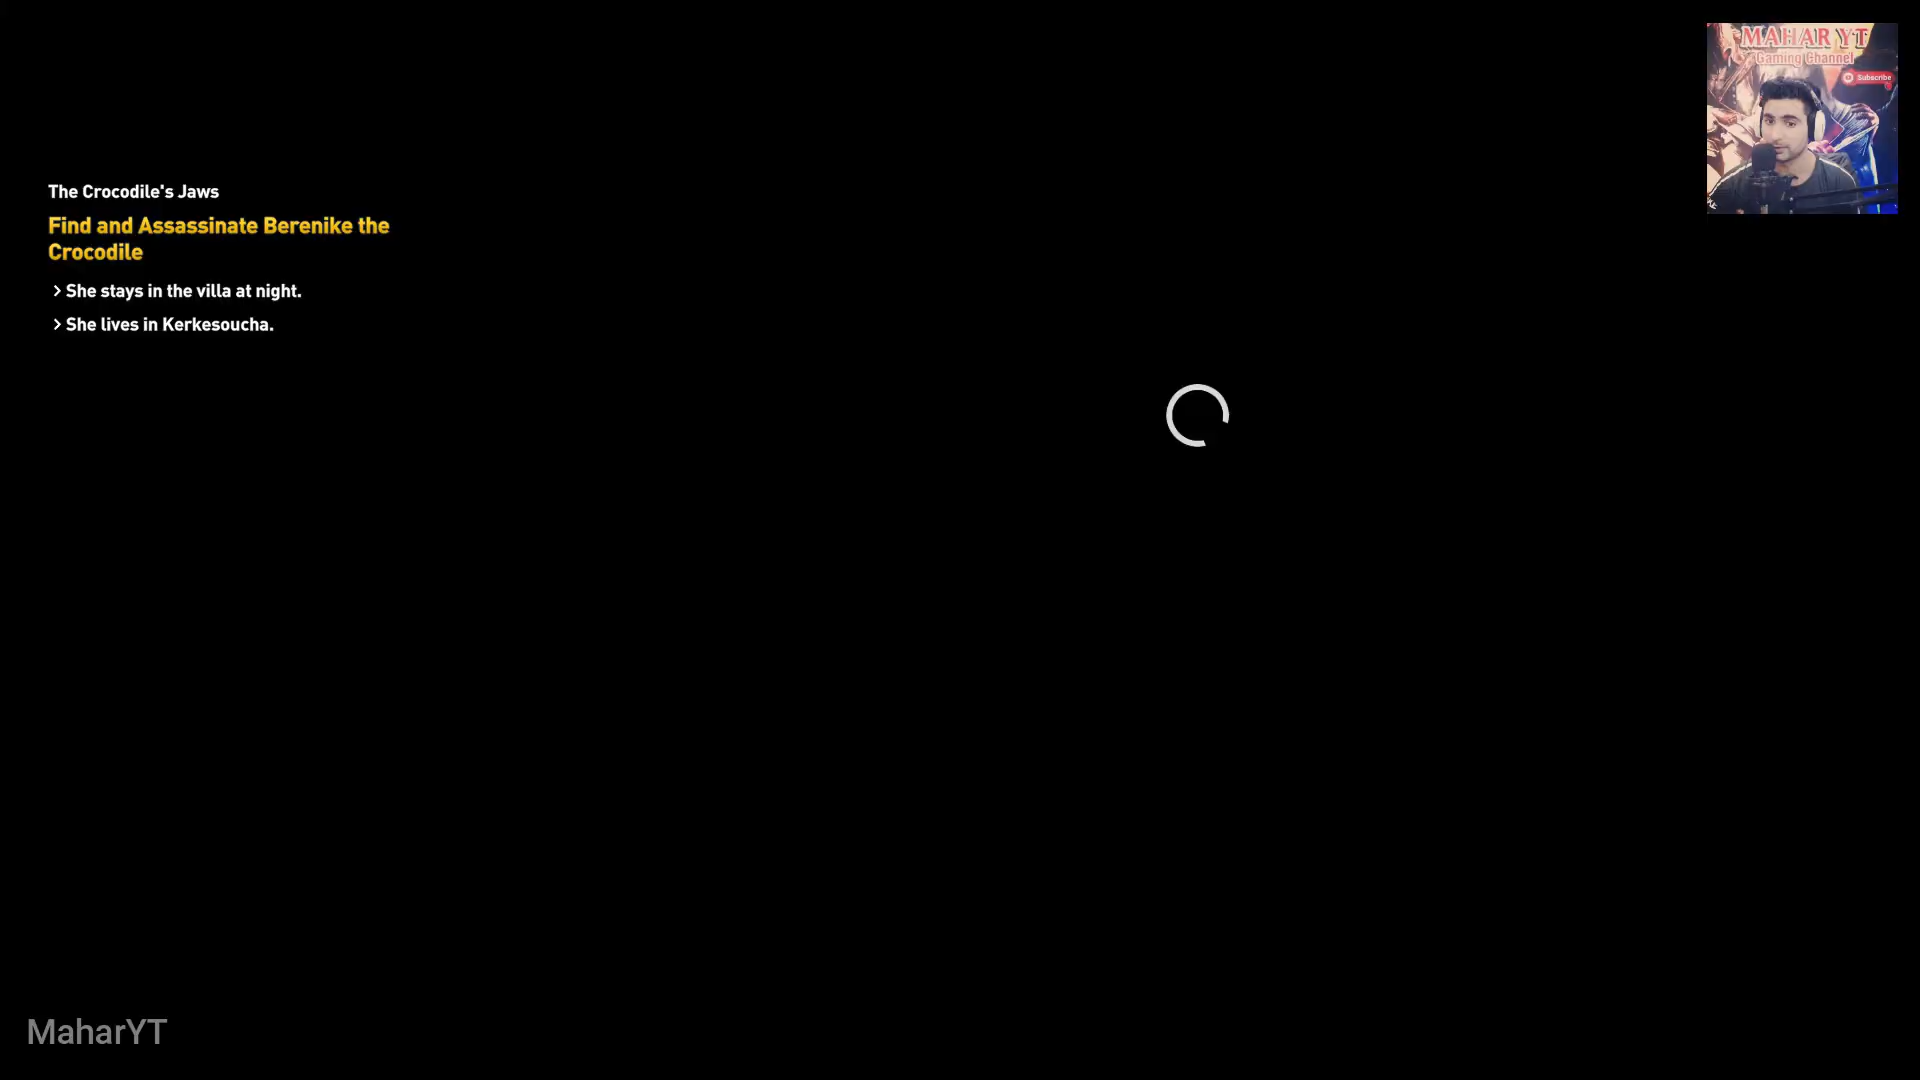 MAHAR YT
Gaming Channel
Subscribe
The Crocodile's Jaws
Find and Assassinate Berenike the
Crocodile
> She stays in the villa at night.
> She lives in Kerkesoucha.
MaharYT